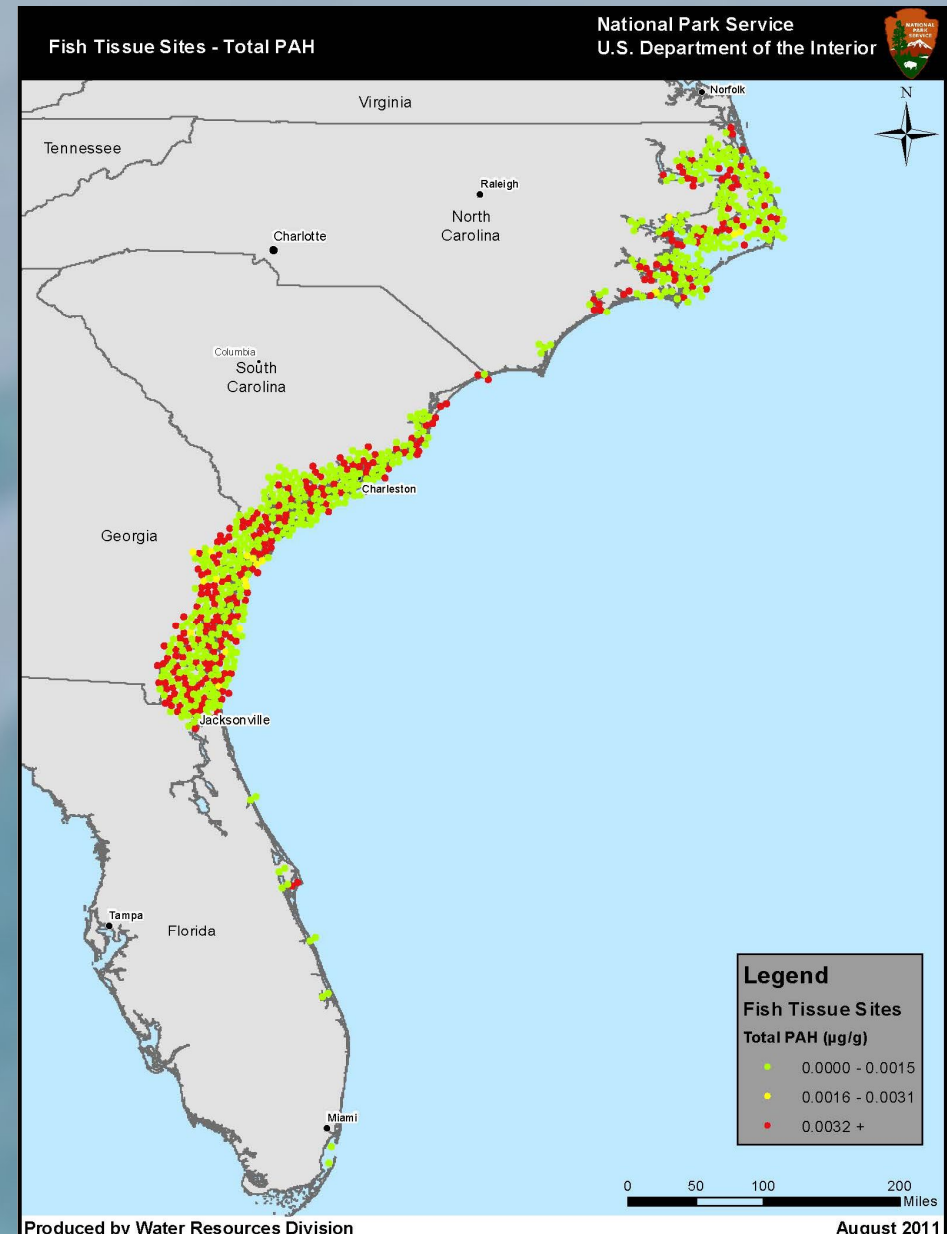 Fish Tissue Sites - Total PAH
National Park Service
U.S. Department of the Interior
NATIONAL
PARK
SERVICE
N
Norfolk
Virginia
Tennessee
Raleigh
North
Carolina
Charlotte
Columbia
South
Carolina
Charleston
Georgia
Jacksonville
Tampa
Florida
Miami
Legend
Fish Tissue Sites
Total PAH (µg/g)
0.0000 - 0.0015
0.0016 - 0.0031
0.0032 +
0 50 100 200
Miles
Produced by Water Resources Division
August 2011